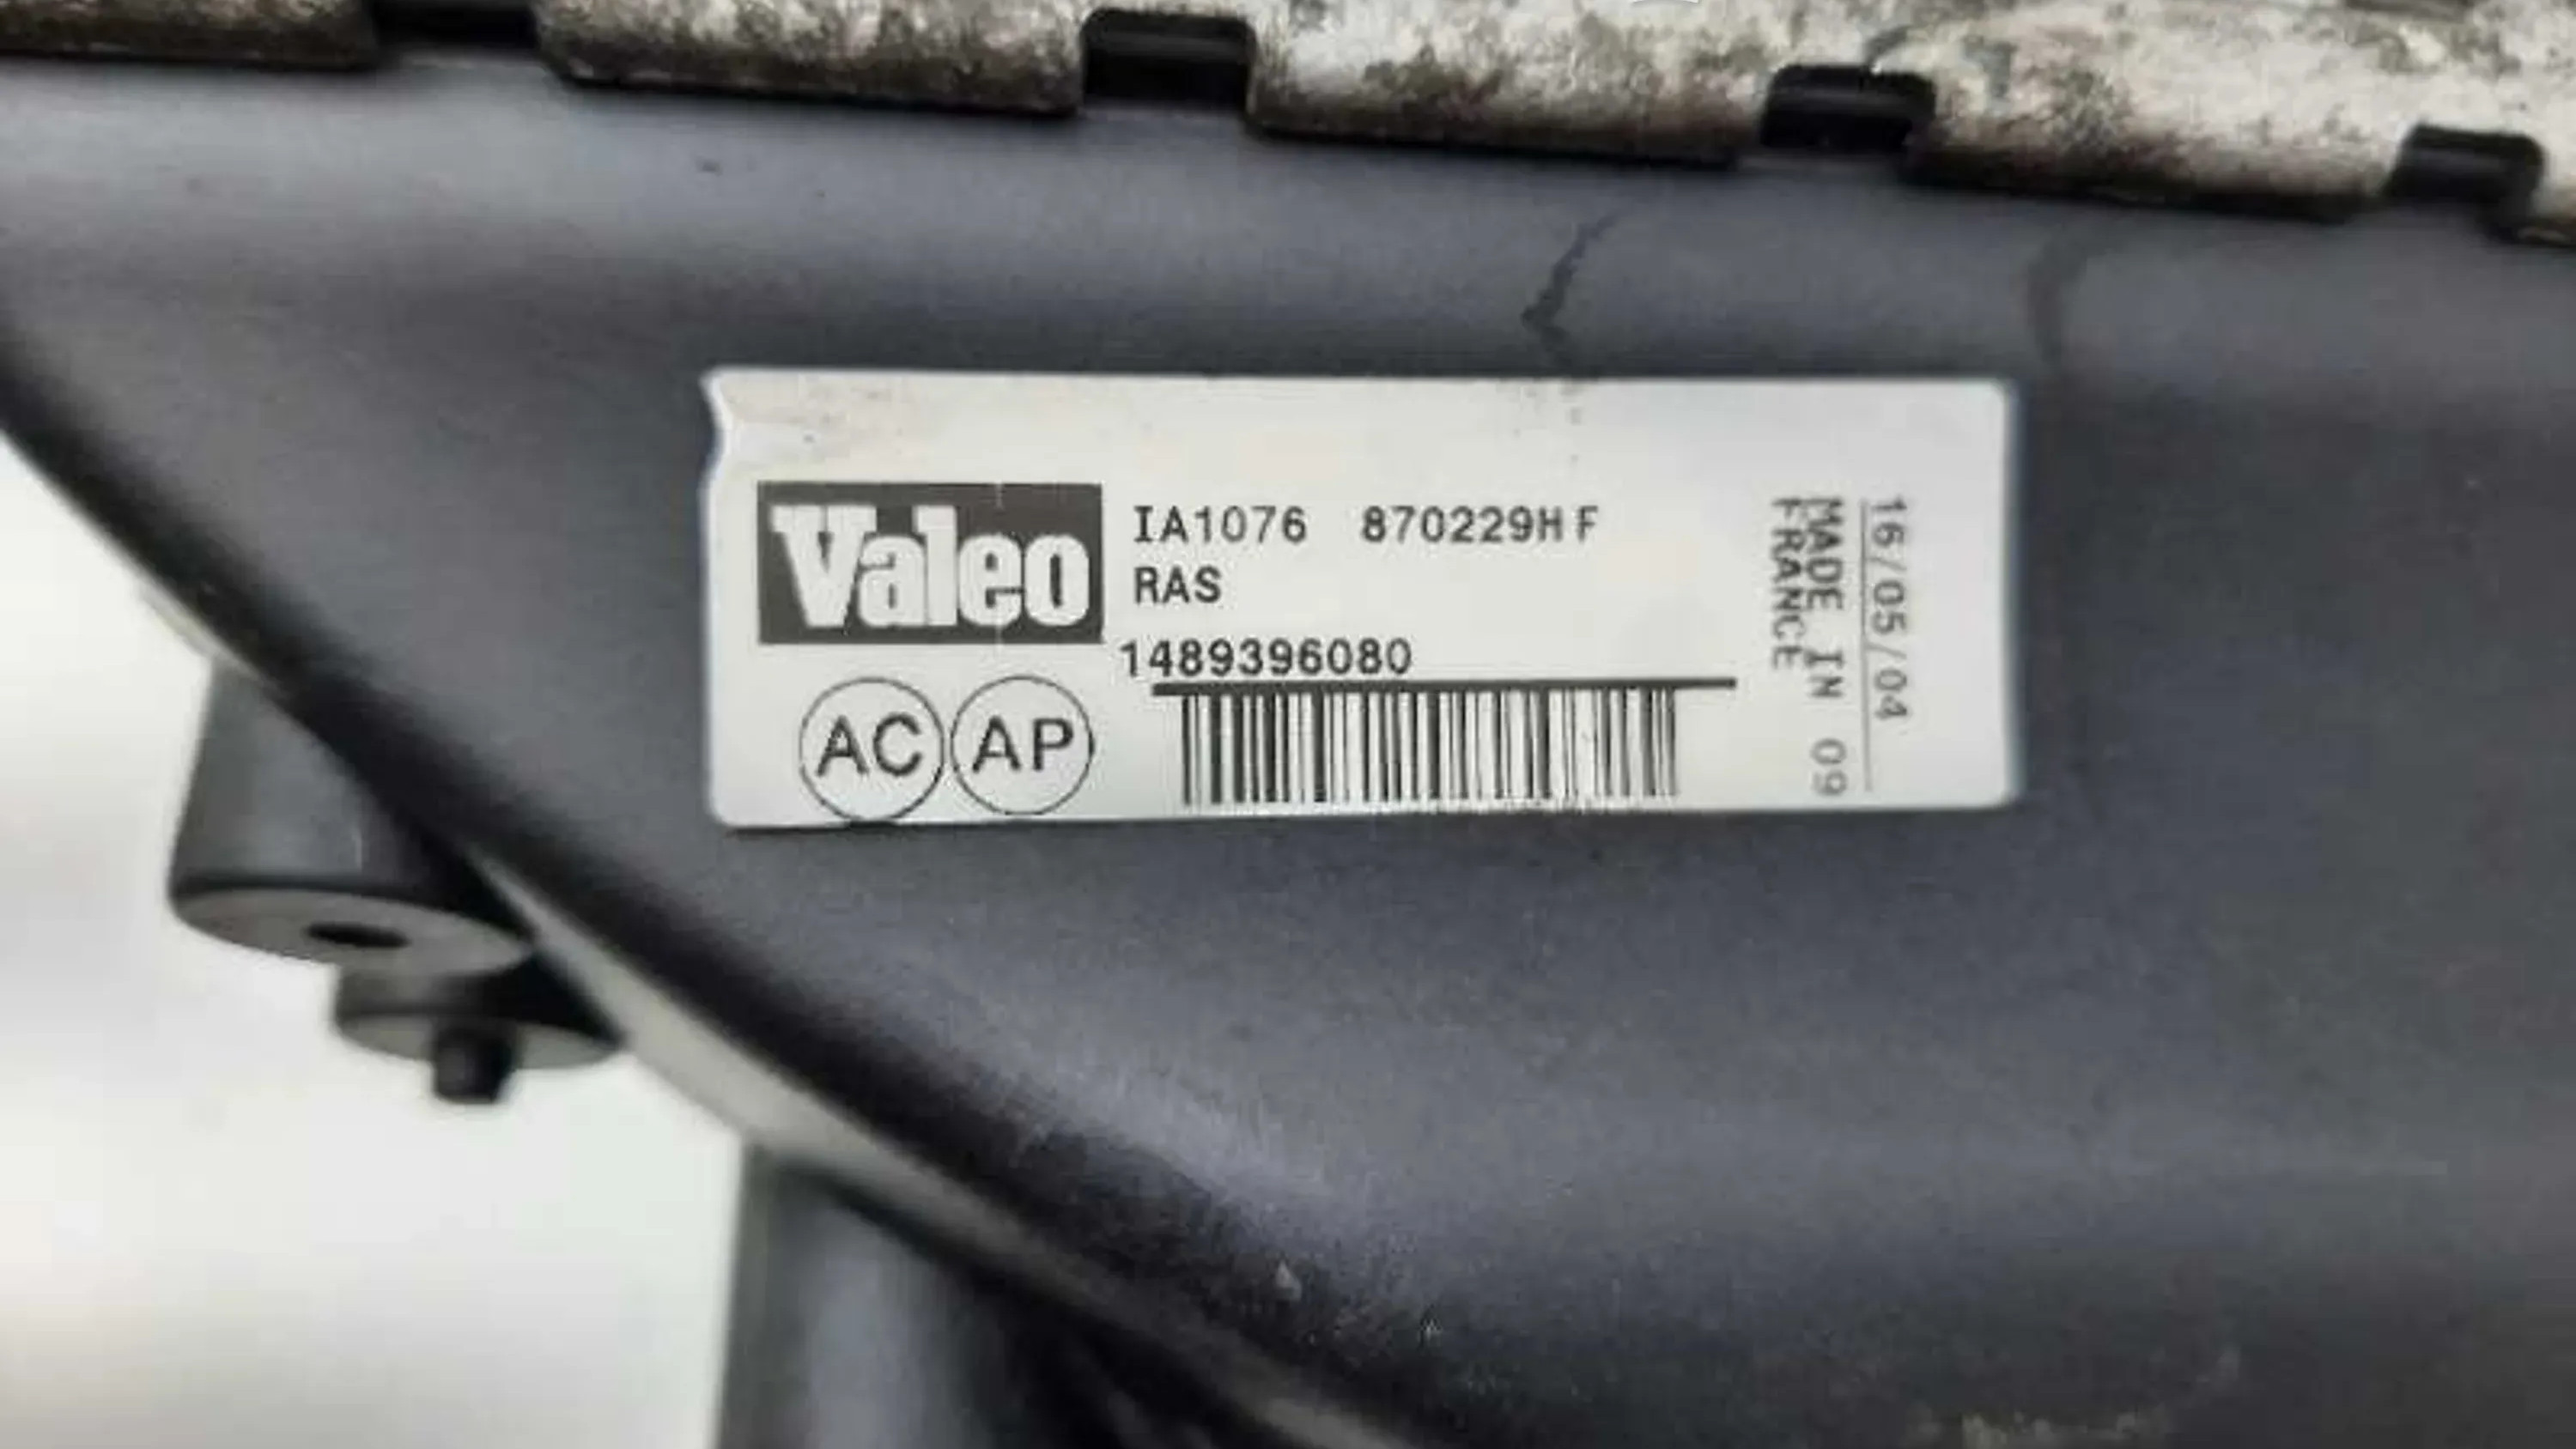 Valeo
IA1076 870229HF
RAS
1489396080
AC AP
16/05/04
MADE IN 09
FRANCE